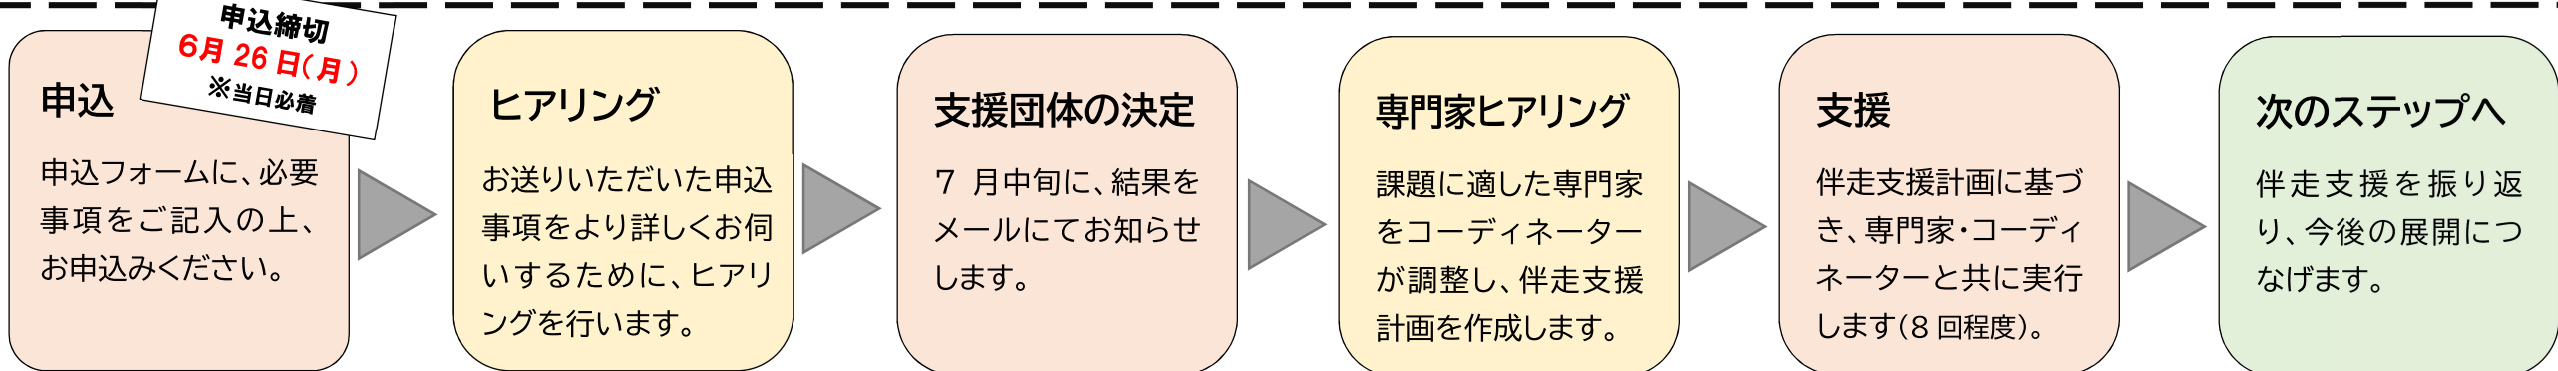 申込締切
6月 26 日(月)
※当日必着
申込
申込フォームに、必要
事項をご記入の上、
お申込みください。
ヒアリング
お送りいただいた申込
事項をより詳しくお伺
いするために、ヒアリ
ングを行います。
支援団体の決定
7 月中旬に、結果を
メールにてお知らせ
します。
専門家ヒアリング
課題に適した専門家
をコーディネーター
が調整し、伴走支援
計画を作成します。
支援
伴走支援計画に基づ
き、専門家・コーディ
ネーターと共に実行
します(8 回程度)。
次のステップへ
伴走支援を振り返
り、今後の展開につ
なげます。